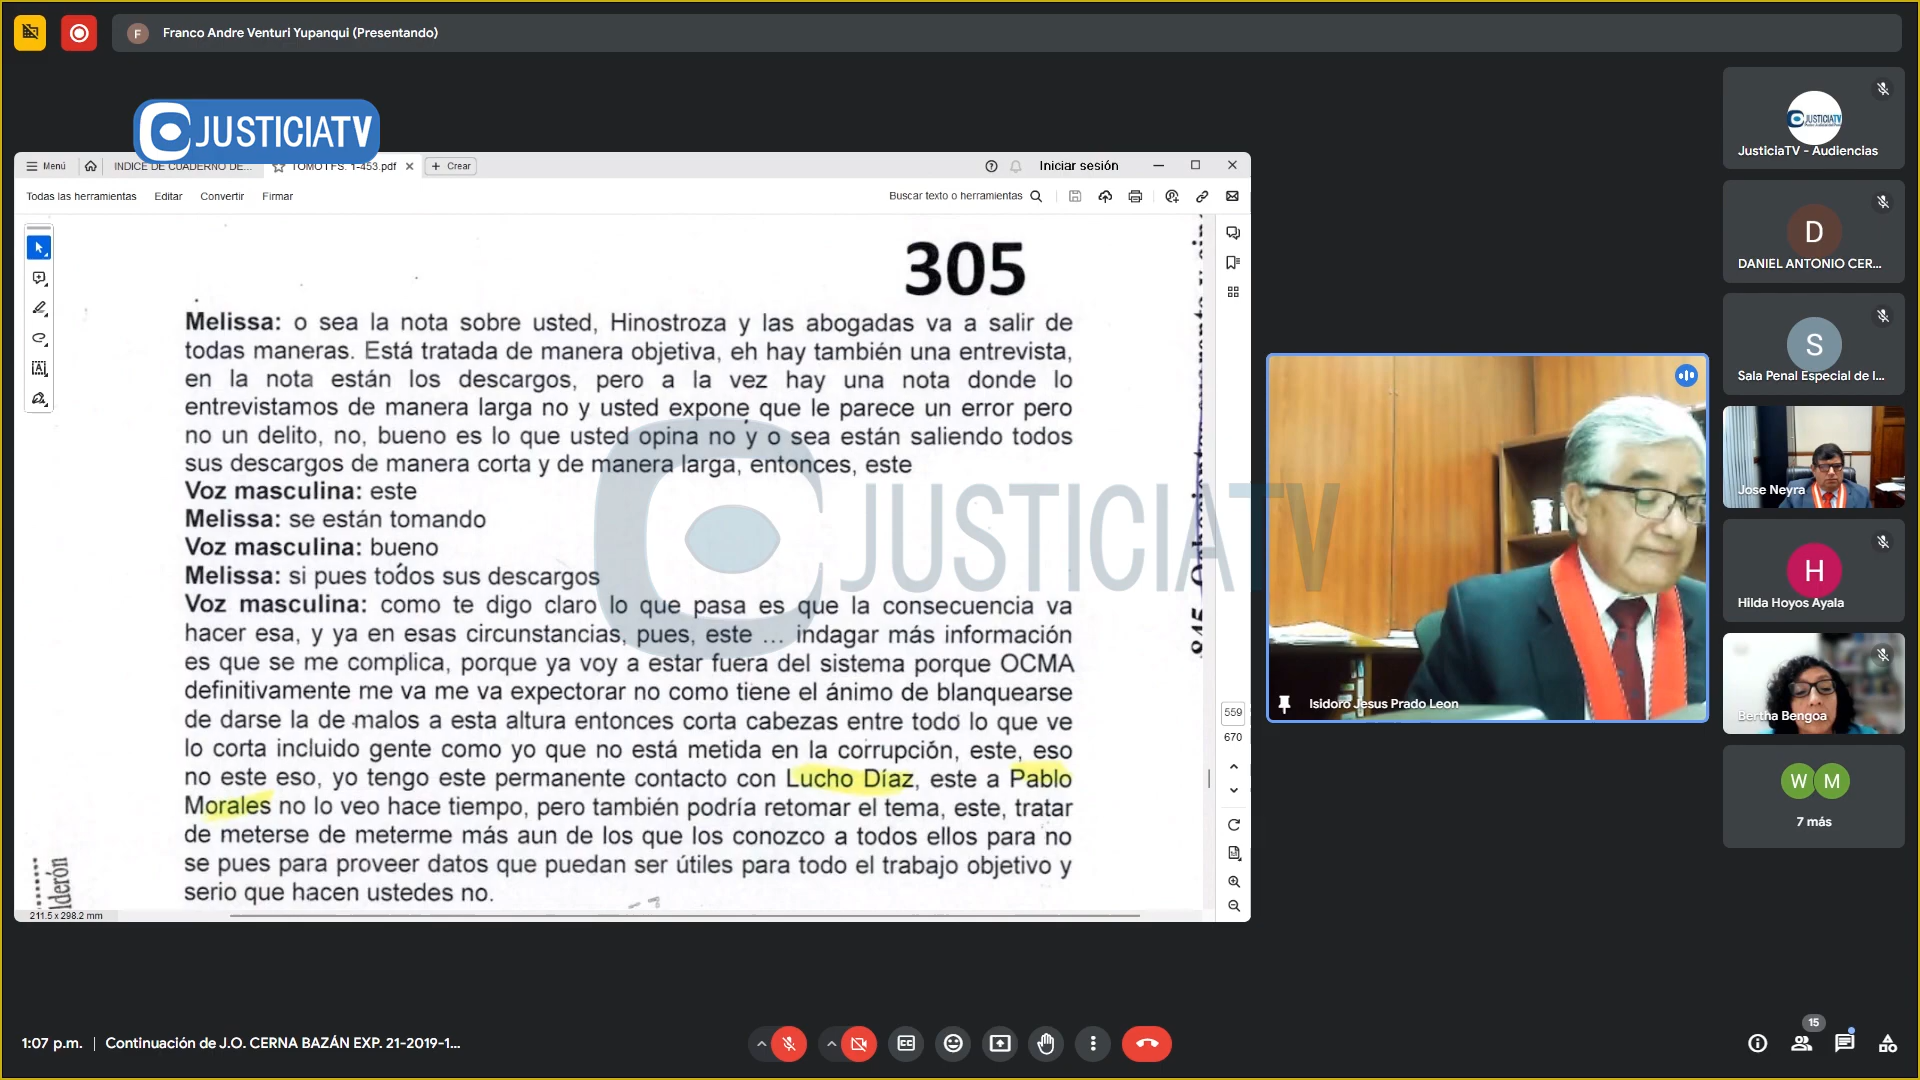 Franco Andre Venturi Yupanqui (Presentando)
F
JUSTICIATV
Menú
INDICE DE CUADERNO DE...
TOMO I FS. 1-453.pdf
Crear
Iniciar sesión
Todas las herramientas
Editar
Convertir
Firmar
Buscar texto o herramientas
305
Melissa: o sea la nota sobre usted, Hinostroza y las abogadas va a salir de
todas maneras. Está tratada de manera objetiva, eh hay también una entrevista,
en la nota están los descargos, pero a la vez hay una nota donde lo
entrevistamos de manera larga no y usted expone que le parece un error pero
no un delito, no, bueno es lo que usted opina no y o sea están saliendo todos
sus descargos de manera corta y de manera larga, entonces, este
Voz masculina: este
Melissa: se están tomando
Voz masculina: bueno
Melissa: si pues todos sus descargos
Voz masculina: como te digo claro lo que pasa es que la consecuencia va
hacer esa, y ya en esas circunstancias, pues, este ... indagar más información
es que se me complica, porque ya voy a estar fuera del sistema porque OCMA
definitivamente me va me va expectorar no como tiene el ánimo de blanquearse
de darse la de malos a esta altura entonces corta cabezas entre todo lo que ve
lo corta incluido gente como yo que no está metida en la corrupción, este, eso
no este eso, yo tengo este permanente contacto con Lucho Díaz, este a Pablo
Morales no lo veo hace tiempo, pero también podría retomar el tema, este, tratar
de meterse de meterme más aun de los que los conozco a todos ellos para no
se pues para proveer datos que puedan ser útiles para todo el trabajo objetivo y
serio que hacen ustedes no.
JUSTICIATV
lderón
211.5 x 298.2 mm
559
670
Isidoro Jesus Prado Leon
JUSTICIATV
JusticiaTV - Audiencias
D
DANIEL ANTONIO CER...
S
Sala Penal Especial de l...
Jose Neyra
H
Hilda Hoyos Ayala
Bertha Bengoa
W M
7 más
1:07 p.m.
Continuación de J.O. CERNA BAZÁN EXP. 21-2019-1...
15